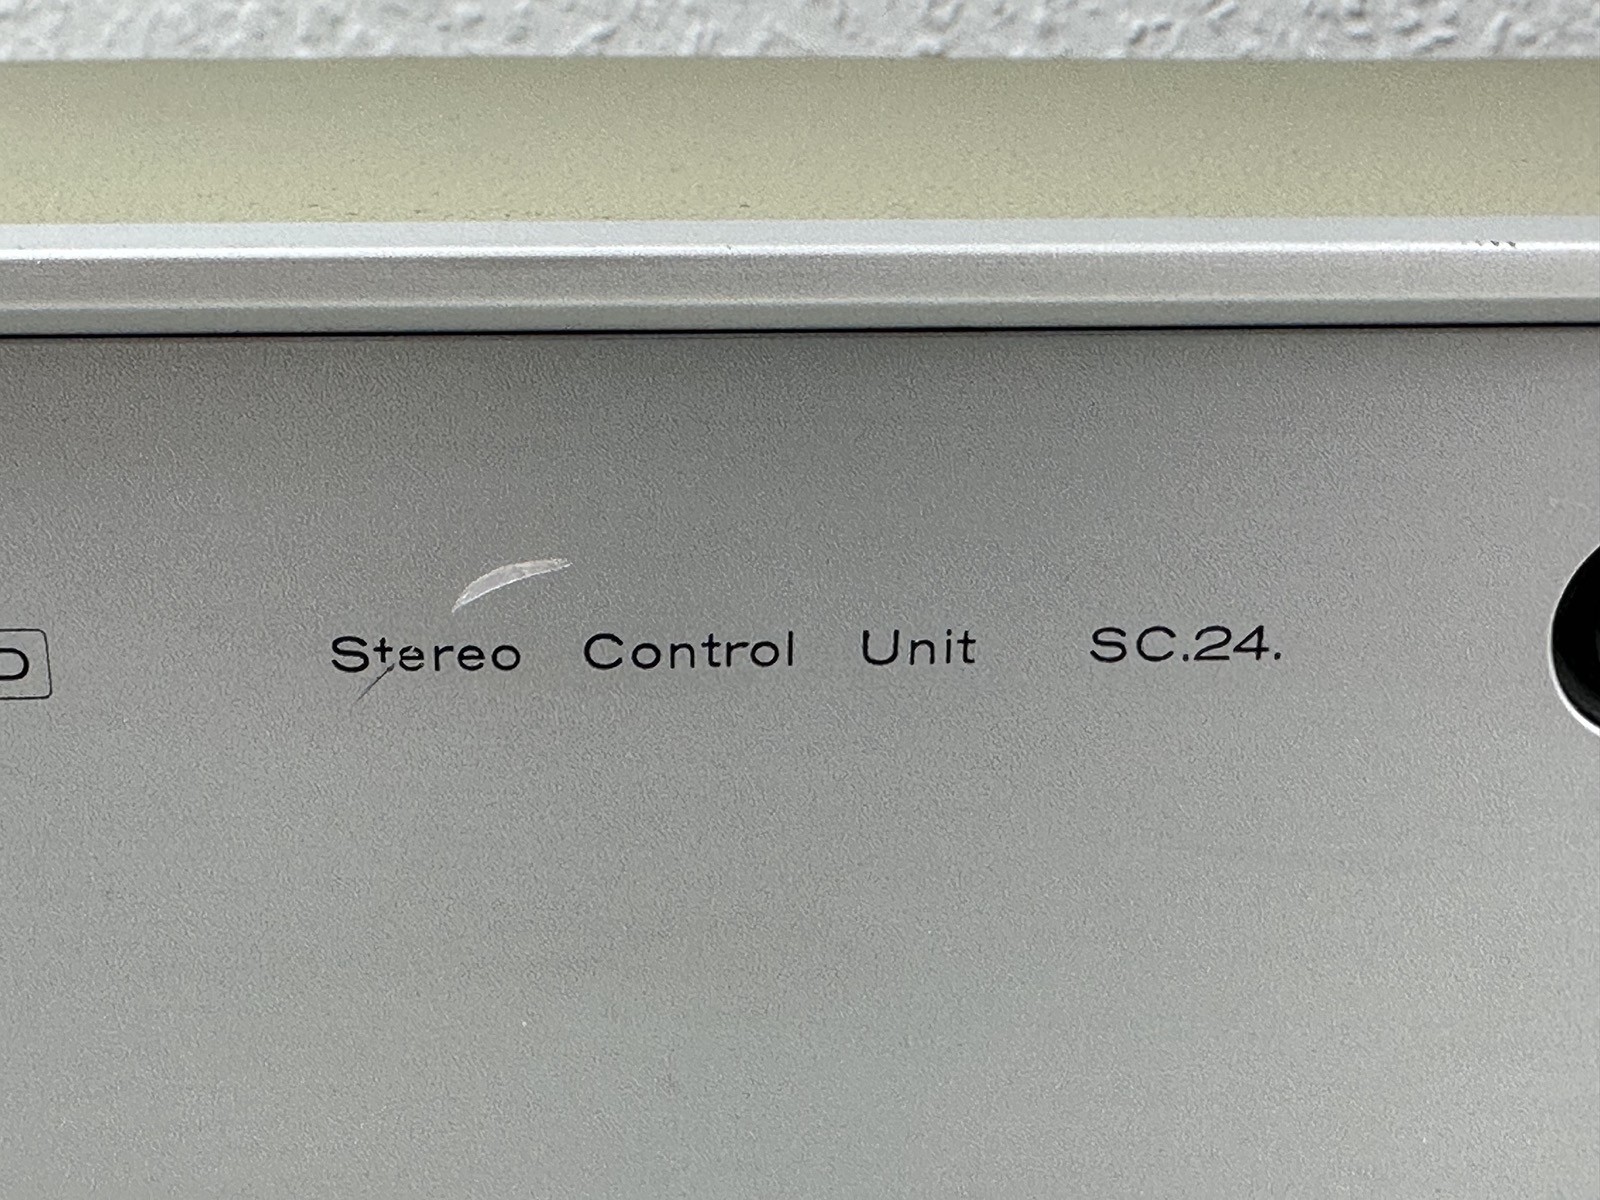 D Stereo Control Unit SC.24.